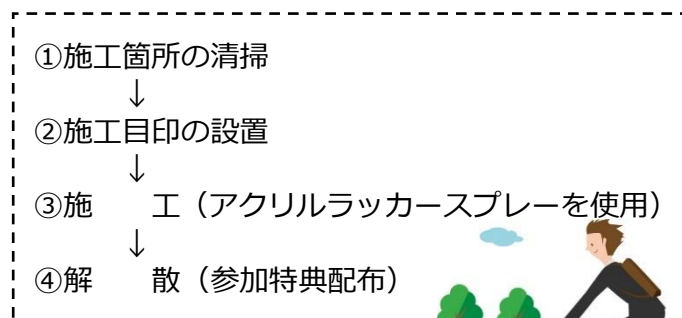 ①施工箇所の清掃
↓
②施工目印の設置
↓
③施　　工（アクリルラッカースプレーを使用）
↓
④解　　散（参加特典配布）